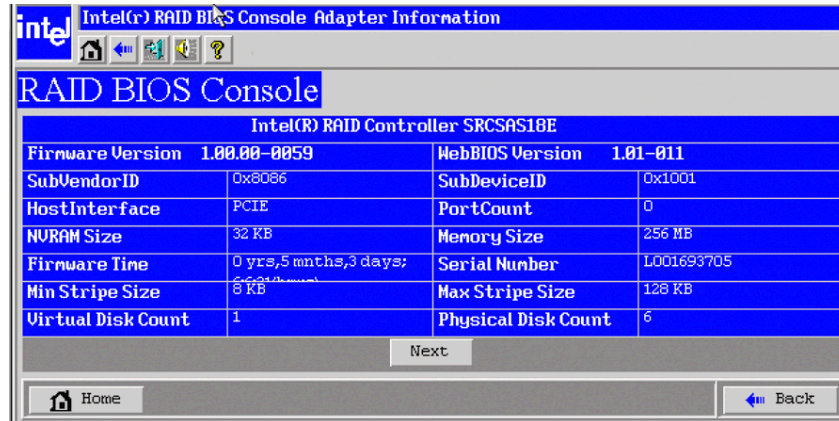 intel
Intel(r) RAID BIOS Console Adapter Information
RAID BIOS Console
Intel(R) RAID Controller SRCSAS18E
Firmware Version 1.00.00-0059 WebBIOS Version 1.01-011
SubVendorID 0x8086 SubDeviceID 0x1001
HostInterface PCIE PortCount 0
NVRAM Size 32 KB Memory Size 256 MB
Firmware Time 0 yrs,5 mnths,3 days; Serial Number L001693705
Min Stripe Size 8 KB Max Stripe Size 128 KB
Virtual Disk Count 1 Physical Disk Count 6
Next
Home Back